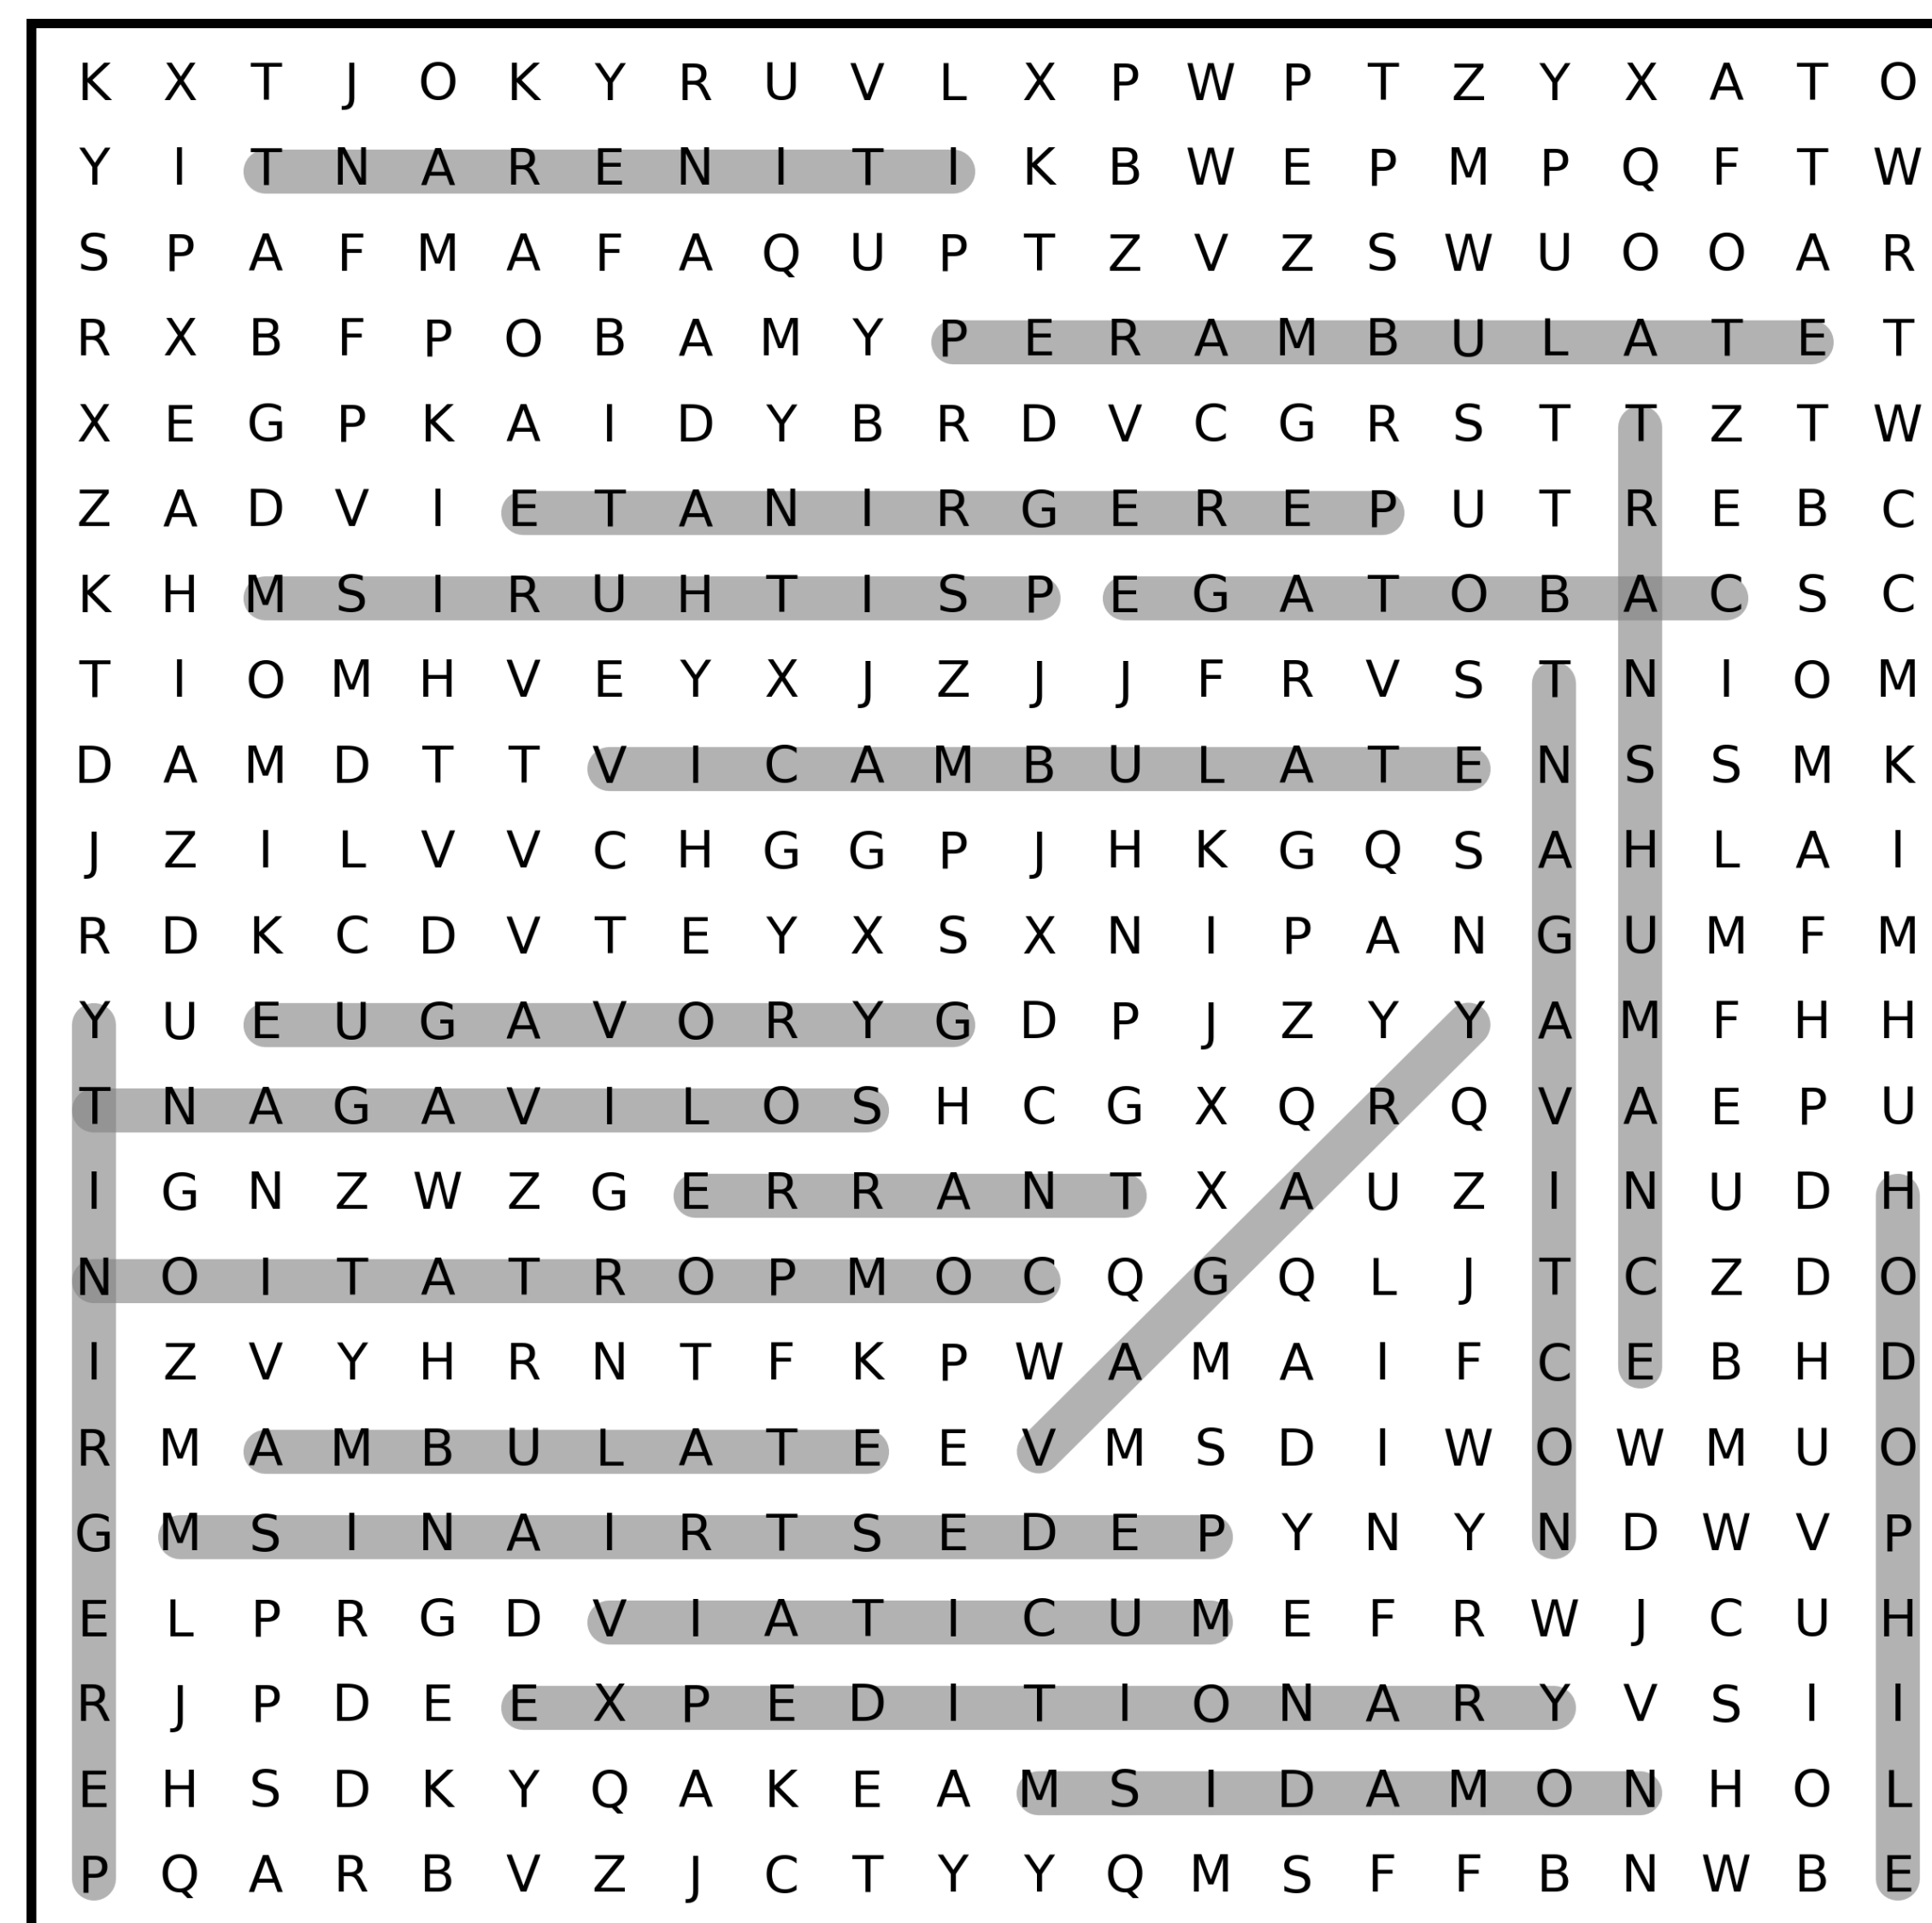 K X T J O K Y R U V L X P W P T Z Y X A T O
Y I T N A R E N I T I K B W E P M P Q F T W
S P A F M A F A Q U P T Z V Z S W U O O A R
R X B F P O B A M Y P E R A M B U L A T E T
X E G P K A I D Y B R D V C G R S T T Z T W
Z A D V I E T A N I R G E R E P U T R E B C
K H M S I R U H T I S P E G A T O B A C S C
T I O M H V E Y X J Z J J F R V S T N I O M
D A M D T T V I C A M B U L A T E N S S M K
J Z I L V V C H G G P J H K G Q S A H L A I
R D K C D V T E Y X S X N I P A N G U M F M
Y U E U G A V O R Y G D P J Z Y Y A M F H H
T N A G A V I L O S H C G X Q R Q V A E P U
I G N Z W Z G E R R A N T X A U Z I N U D H
N O I T A T R O P M O C Q G Q L J T C Z D O
I Z V Y H R N T F K P W A M A I F C E B H D
R M A M B U L A T E E V M S D I W O W M U O
G M S I N A I R T S E D E P Y N Y N D W V P
E L P R G D V I A T I C U M E F R W J C U H
R J P D E E X P E D I T I O N A R Y V S I I
E H S D K Y Q A K E A M S I D A M O N H O L
P Q A R B V Z J C T Y Y Q M S F F B N W B E